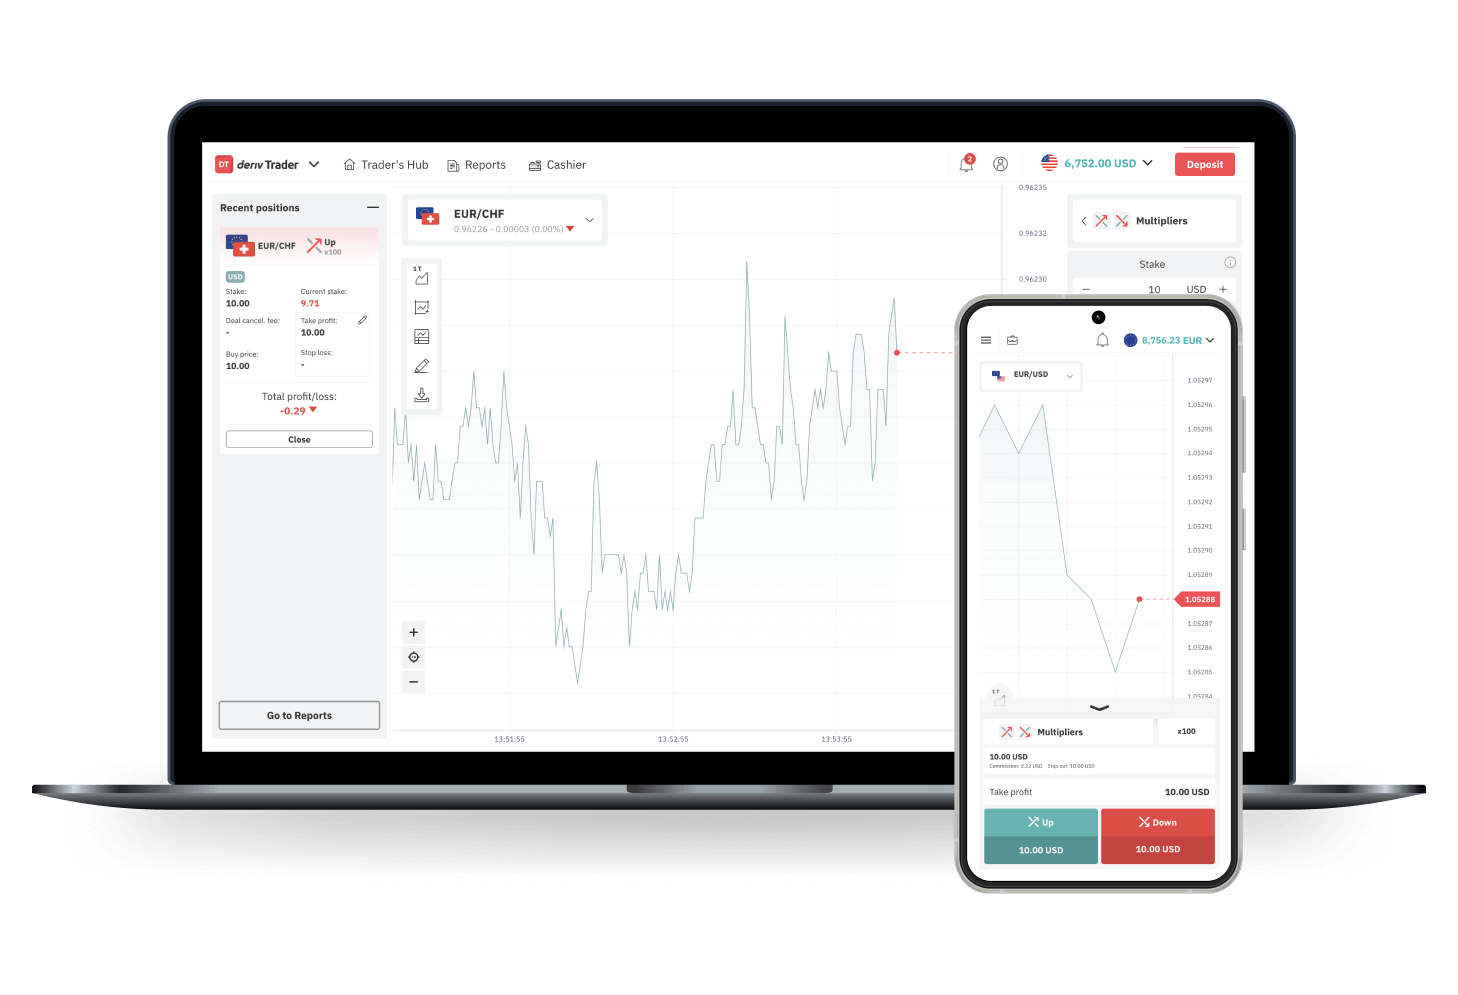 DT deriv Trader
Trader's Hub
Reports
Cashier
2
6,752.00 USD
Deposit
Recent positions
EUR/CHF
Up
x100
USD
Stake:
Current stake:
10.00
9.71
Deal cancel. fee:
Take profit:
-
10.00
Buy price:
Stop loss:
10.00
-
Total profit/loss:
-0.29
Close
Go to Reports
EUR/CHF
0.96226 - 0.00003 (0.00%)
1T
+
−
13:51:55
13:52:55
13:53:55
0.96235
0.96232
0.96230
Multipliers
Stake
− 10 USD +
8,756.23 EUR
EUR/USD
1.05297
1.05296
1.05295
1.05294
1.05293
1.05292
1.05291
1.05290
1.05289
1.05288
1.05287
1.05286
1.05285
1.05284
1T
Multipliers
x100
10.00 USD
Commission: 0.22 USD Stop out: 10.00 USD
Take profit
10.00 USD
Up
10.00 USD
Down
10.00 USD